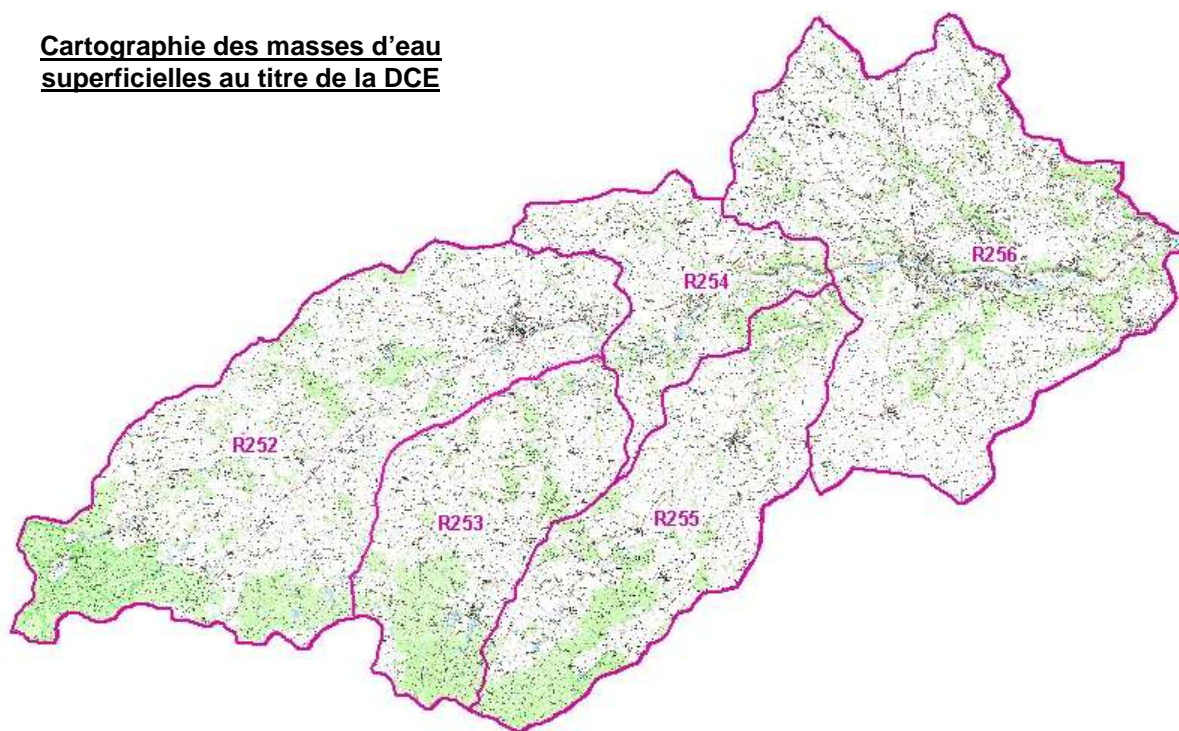 Cartographie des masses d’eau
superficielles au titre de la DCE
R256
R254
R252
R253
R255